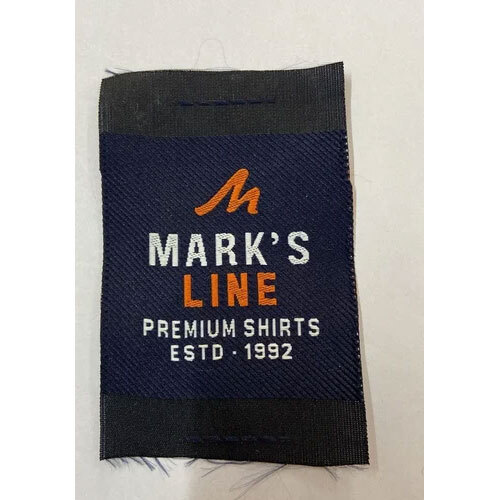 MARK'S
LINE
PREMIUM SHIRTS
ESTD · 1992